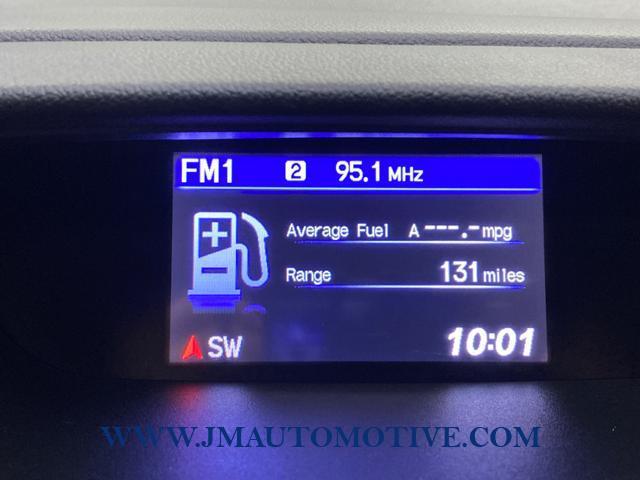 FM1 2 95.1 MHz
Average Fuel A ---.- mpg
Range 131 miles
SW 10:01
WWW.JMAUTOMOTIVE.COM